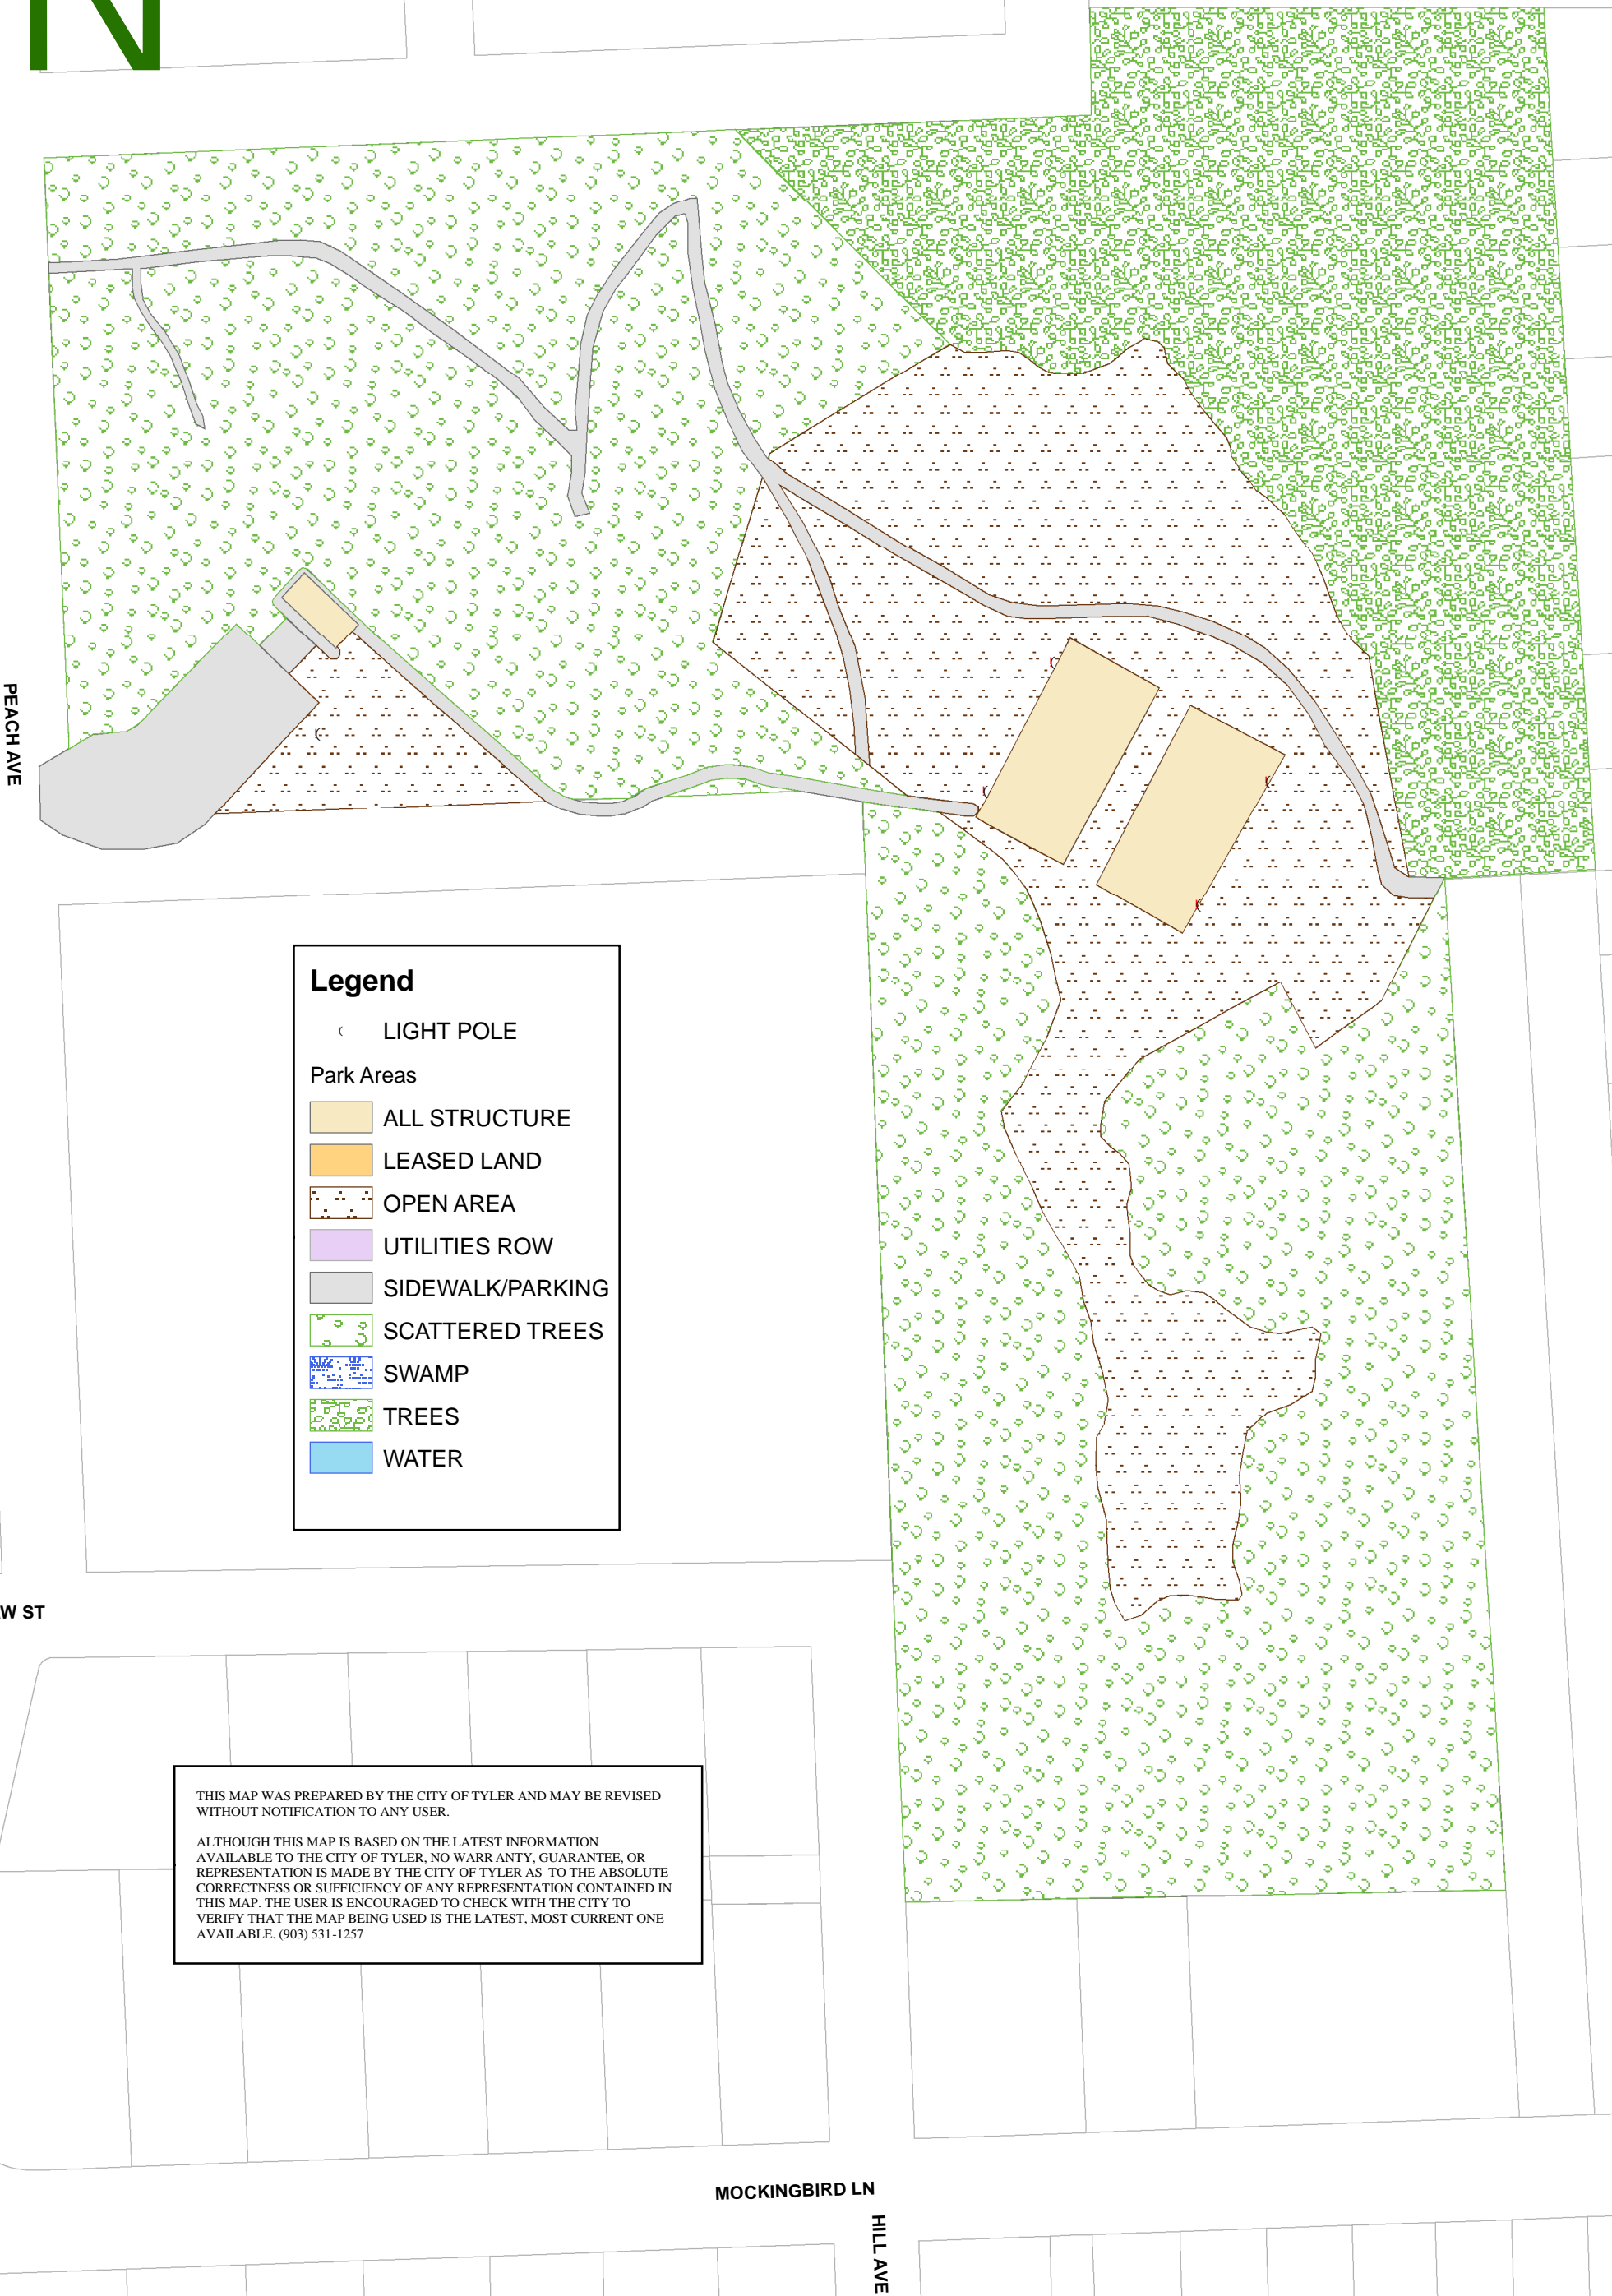 N
PEACH AVE
Legend
LIGHT POLE
Park Areas
ALL STRUCTURE
LEASED LAND
OPEN AREA
UTILITIES ROW
SIDEWALK/PARKING
SCATTERED TREES
SWAMP
TREES
WATER
W ST
THIS MAP WAS PREPARED BY THE CITY OF TYLER AND MAY BE REVISED
WITHOUT NOTIFICATION TO ANY USER.
ALTHOUGH THIS MAP IS BASED ON THE LATEST INFORMATION
AVAILABLE TO THE CITY OF TYLER, NO WARR ANTY, GUARANTEE, OR
REPRESENTATION IS MADE BY THE CITY OF TYLER AS  TO THE ABSOLUTE
CORRECTNESS OR SUFFICIENCY OF ANY REPRESENTATION CONTAINED IN
THIS MAP. THE USER IS ENCOURAGED TO CHECK WITH THE CITY TO
VERIFY THAT THE MAP BEING USED IS THE LATEST, MOST CURRENT ONE
AVAILABLE. (903) 531-1257
MOCKINGBIRD LN
HILL AVE